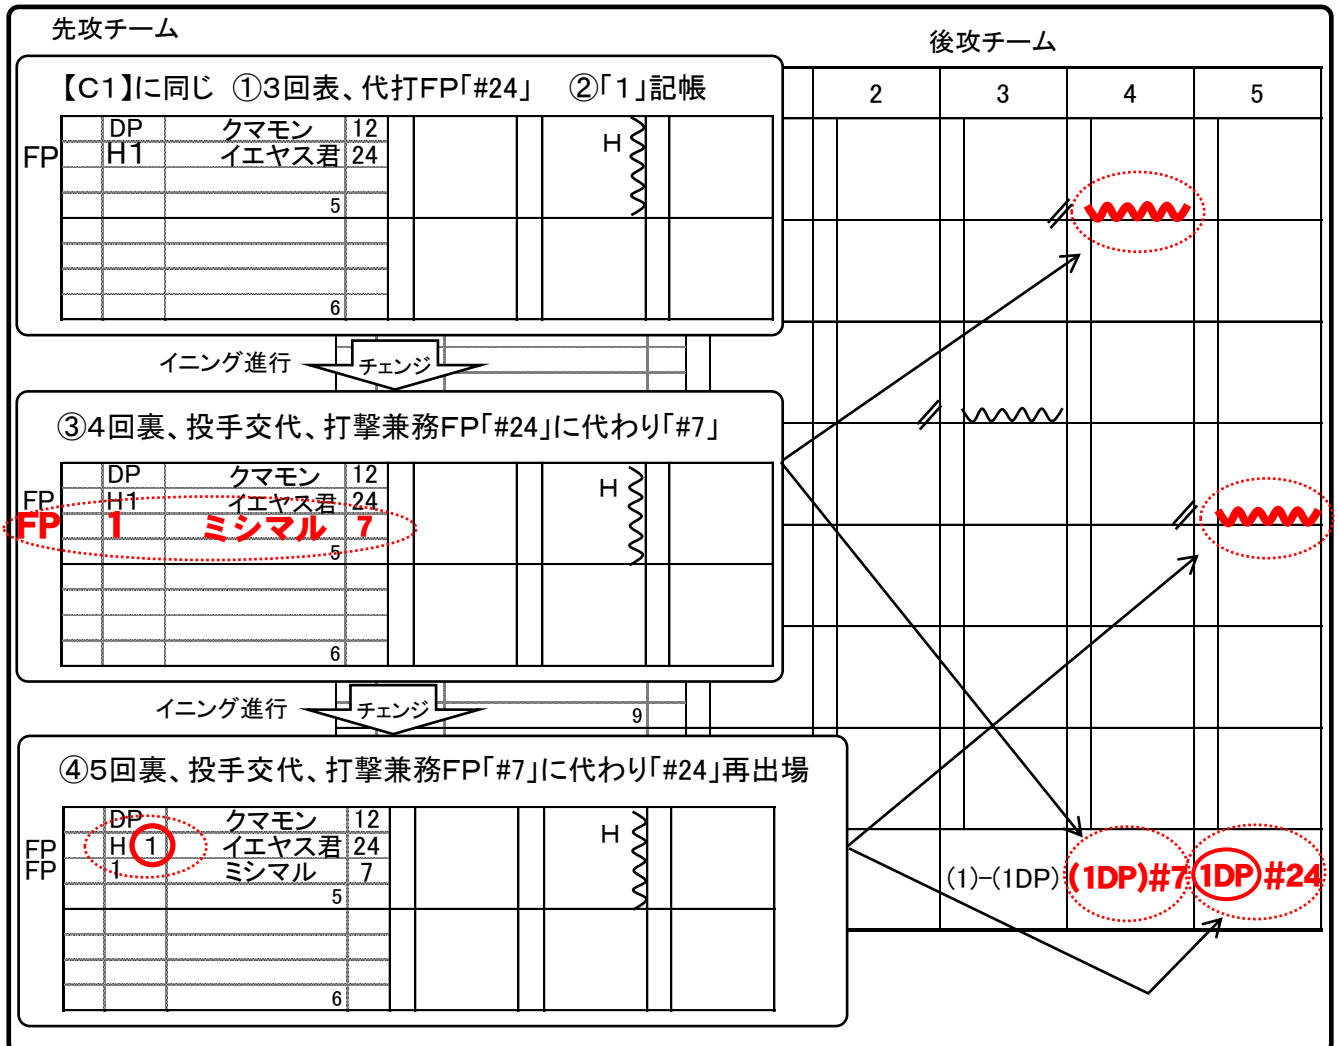 先攻チーム
後攻チーム
【C1】に同じ ①3回表、代打FP「#24」 ②「1」記帳
2 3 4 5
DP クマモン 12
FP H1 イエヤス君 24
H
5
6
イニング進行 チェンジ
③4回裏、投手交代、打撃兼務FP「#24」に代わり「#7」
DP クマモン 12
FP H1 イエヤス君 24
H
FP 1 ミシマル 7
5
6
イニング進行 チェンジ
9
④5回裏、投手交代、打撃兼務FP「#7」に代わり「#24」再出場
DP クマモン 12
FP H 1 イエヤス君 24
H
FP 1 ミシマル 7
5
6
(1)−(1DP) (1DP)#7 1DP #24